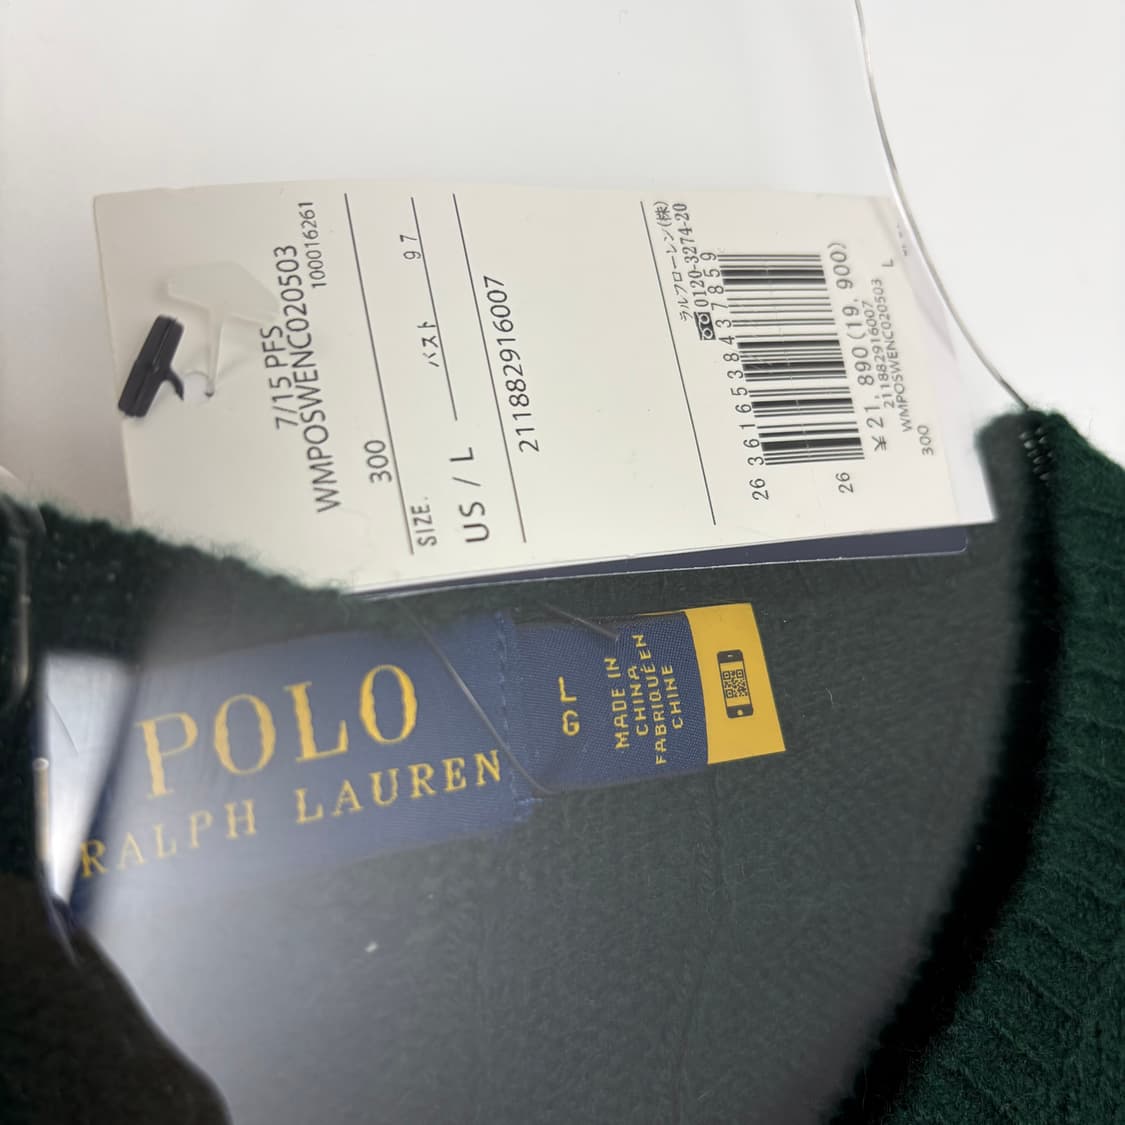 7/15 PFS
WMPOSWENC020503
100016261
300
SIZE.
バスト 97
US / L
211882916007
ラルフローレン(株)
0120-3274-20
26 3616538437859
26
¥21,890(19,900)
211882916007
WMPOSWENC020503 L
300
POLO
RALPH LAUREN
L
G
MADE IN
CHINA
FABRIQUÉ EN
CHINE